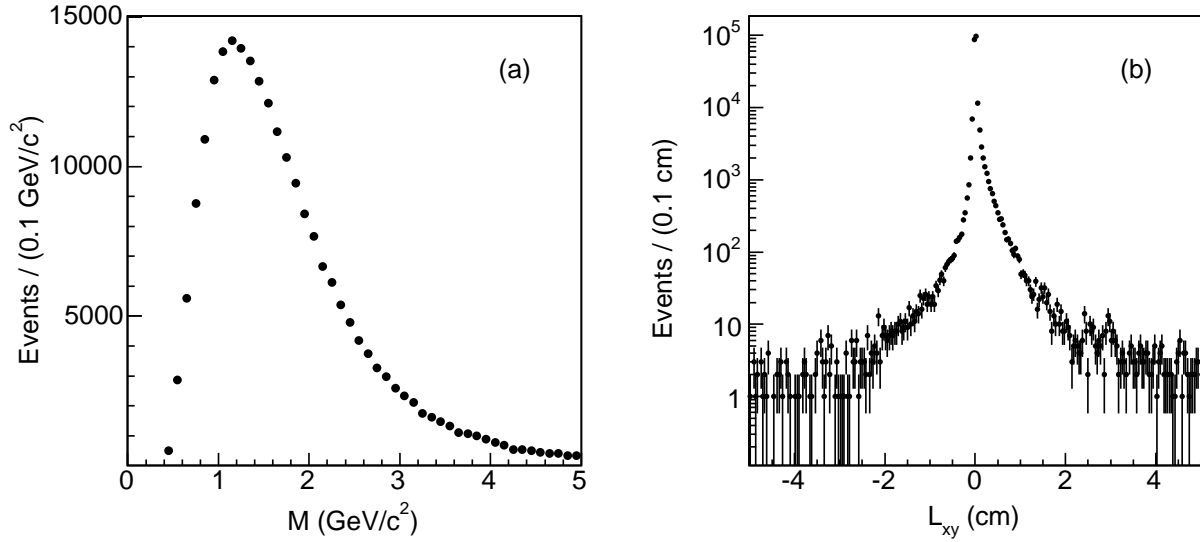 15000
10000
5000
Events / (0.1 GeV/c²)
(a)
0 1 2 3 4 5
M (GeV/c²)
10⁵
10⁴
10³
10²
10
1
Events / (0.1 cm)
(b)
-4 -2 0 2 4
L_xy (cm)